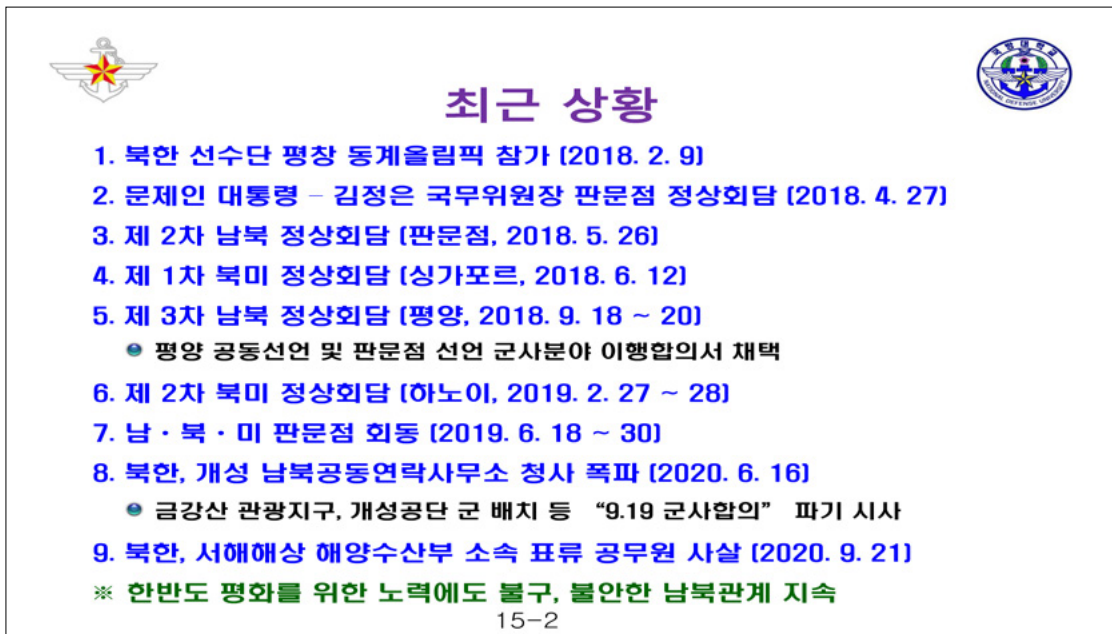 국방대학교
NATIONAL DEFENSE UNIVERSITY
최근 상황
1. 북한 선수단 평창 동계올림픽 참가 (2018. 2. 9)
2. 문제인 대통령 – 김정은 국무위원장 판문점 정상회담 (2018. 4. 27)
3. 제 2차 남북 정상회담 (판문점, 2018. 5. 26)
4. 제 1차 북미 정상회담 (싱가포르, 2018. 6. 12)
5. 제 3차 남북 정상회담 (평양, 2018. 9. 18 ~ 20)
평양 공동선언 및 판문점 선언 군사분야 이행합의서 채택
6. 제 2차 북미 정상회담 (하노이, 2019. 2. 27 ~ 28)
7. 남 · 북 · 미 판문점 회동 (2019. 6. 18 ~ 30)
8. 북한, 개성 남북공동연락사무소 청사 폭파 (2020. 6. 16)
금강산 관광지구, 개성공단 군 배치 등 “9.19 군사합의” 파기 시사
9. 북한, 서해해상 해양수산부 소속 표류 공무원 사살 (2020. 9. 21)
※ 한반도 평화를 위한 노력에도 불구, 불안한 남북관계 지속
15-2